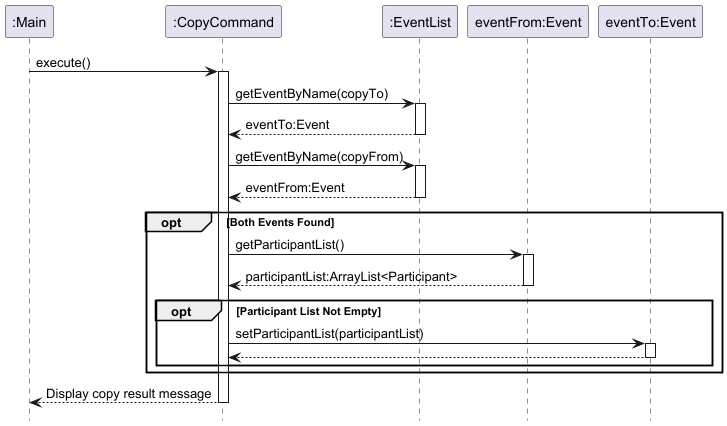 :Main
:CopyCommand
:EventList
eventFrom:Event
eventTo:Event
execute()
getEventByName(copyTo)
eventTo:Event
getEventByName(copyFrom)
eventFrom:Event
opt
[Both Events Found]
getParticipantList()
participantList:ArrayList<Participant>
opt
[Participant List Not Empty]
setParticipantList(participantList)
Display copy result message